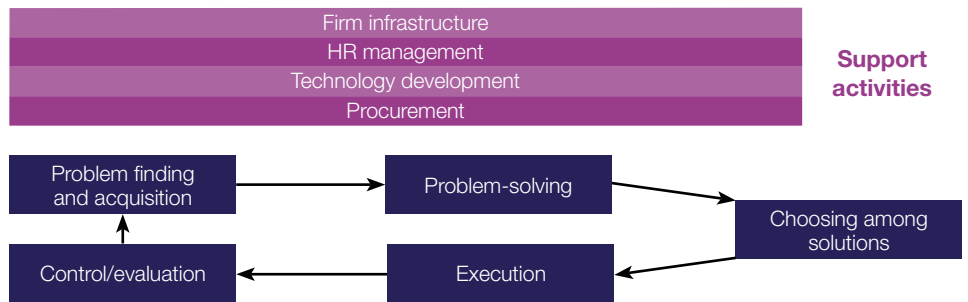 Firm infrastructure
HR management
Technology development
Procurement
Support
activities
Problem finding
and acquisition
Problem-solving
Choosing among
solutions
Control/evaluation
Execution